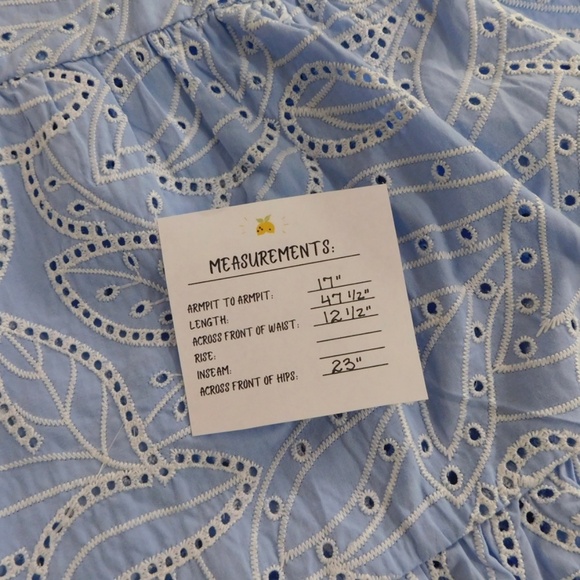 MEASUREMENTS:
ARMPIT TO ARMPIT: 17"
LENGTH: 47 1/2"
ACROSS FRONT OF WAIST: 12 1/2"
RISE:
INSEAM:
ACROSS FRONT OF HIPS: 23"